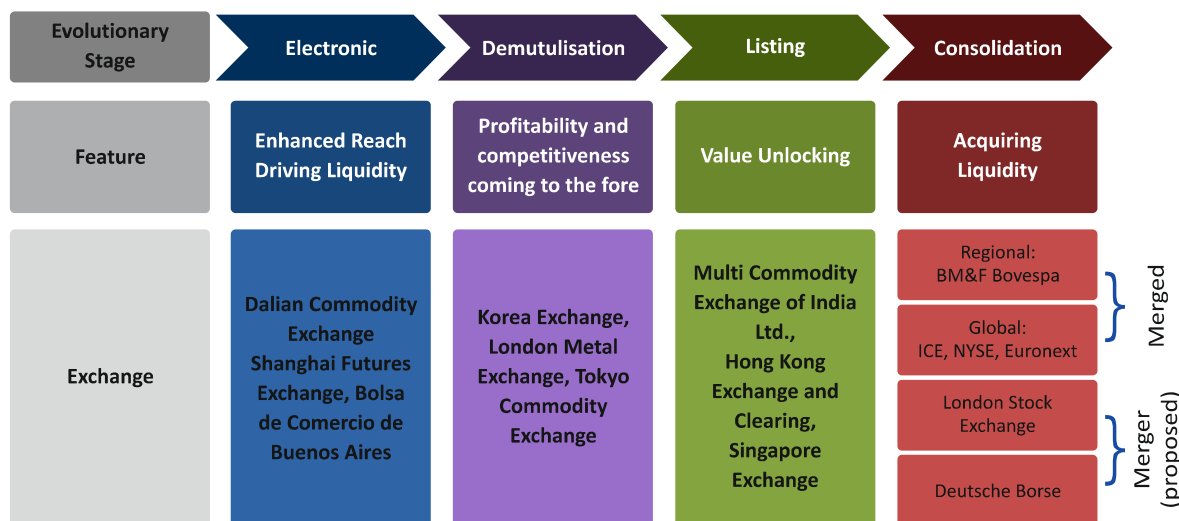 Evolutionary
Stage
Electronic
Demutulisation
Listing
Consolidation
Feature
Enhanced Reach
Driving Liquidity
Profitability and
competitiveness
coming to the fore
Value Unlocking
Acquiring
Liquidity
Exchange
Dalian Commodity
Exchange
Shanghai Futures
Exchange, Bolsa
de Comercio de
Buenos Aires
Korea Exchange,
London Metal
Exchange, Tokyo
Commodity
Exchange
Multi Commodity
Exchange of India
Ltd.,
Hong Kong
Exchange and
Clearing,
Singapore
Exchange
Regional:
BM&F Bovespa
Global:
ICE, NYSE, Euronext
Merged
London Stock
Exchange
Deutsche Borse
Merger
(proposed)